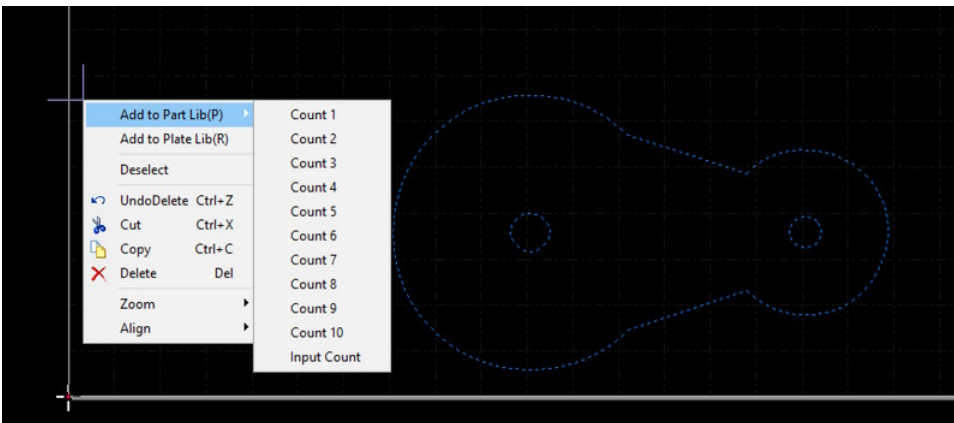 Add to Part Lib(P)
Add to Plate Lib(R)
Deselect
UndoDelete Ctrl+Z
Cut Ctrl+X
Copy Ctrl+C
Delete Del
Zoom
Align
Count 1
Count 2
Count 3
Count 4
Count 5
Count 6
Count 7
Count 8
Count 9
Count 10
Input Count